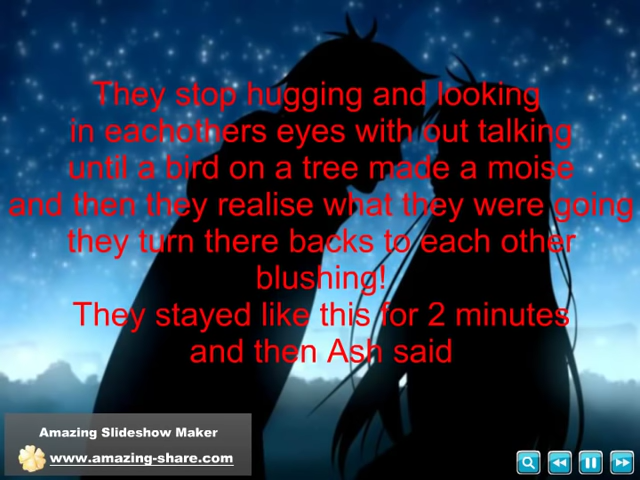 They stop hugging and looking
in eachothers eyes with out talking
until a bird on a tree made a moise
and then they realise what they were going
they turn there backs to each other
blushing!
They stayed like this for 2 minutes
and then Ash said
Amazing Slideshow Maker
www.amazing-share.com